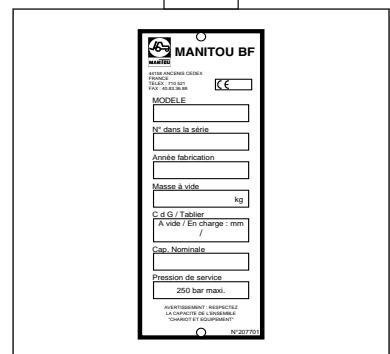 MANITOU
MANITOU BF
44158 ANCENIS CEDEX
FRANCE
TELEX : 710 521
FAX : 40.83.36.88
CE
MODELE
N° dans la série
Année fabrication
Masse à vide
kg
C d G / Tablier
A vide / En charge : mm
/
Cap. Nominale
Pression de service
250 bar maxi.
AVERTISSEMENT : RESPECTEZ
LA CAPACITE DE L'ENSEMBLE
"CHARIOT ET EQUIPEMENT"
N°207701